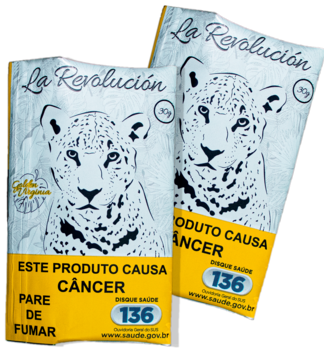 La Revolución
30g
Golden
Virginia
ESTE PRODUTO CAUSA
CÂNCER
PARE
DE
FUMAR
DISQUE SAÚDE
136
Ouvidoria Geral do SUS
www.saude.gov.br
La Revolución
30g
PRODUTO CAUSA
CÂNCER
DISQUE SAÚDE
136
Ouvidoria Geral do SUS
www.saude.gov.br